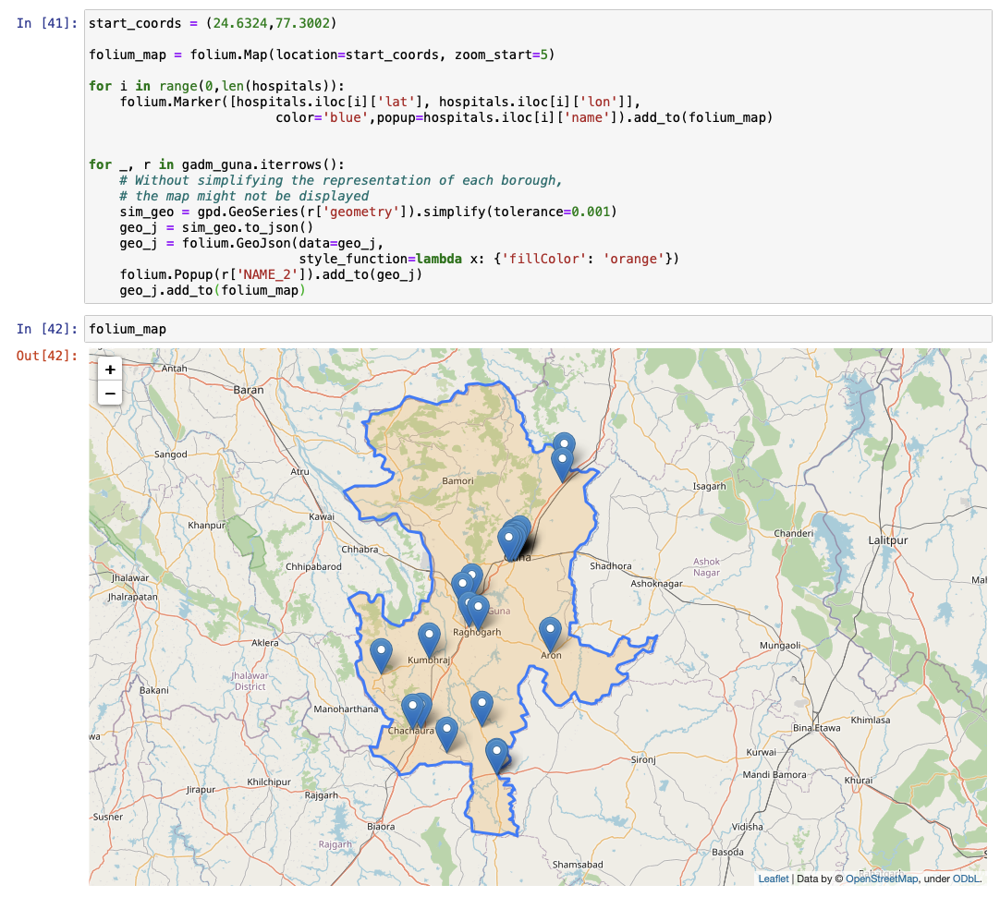 In [41]:
start_coords = (24.6324,77.3002)
folium_map = folium.Map(location=start_coords, zoom_start=5)
for i in range(0,len(hospitals)):
    folium.Marker([hospitals.iloc[i]['lat'], hospitals.iloc[i]['lon']],
                        color='blue',popup=hospitals.iloc[i]['name']).add_to(folium_map)
for _, r in gadm_guna.iterrows():
    # Without simplifying the representation of each borough,
    # the map might not be displayed
    sim_geo = gpd.GeoSeries(r['geometry']).simplify(tolerance=0.001)
    geo_j = sim_geo.to_json()
    geo_j = folium.GeoJson(data=geo_j,
                           style_function=lambda x: {'fillColor': 'orange'})
    folium.Popup(r['NAME_2']).add_to(geo_j)
    geo_j.add_to(folium_map)
In [42]:
folium_map
Out[42]:
+
−
Antah
Baran
Sangod
Atru
Bamori
Isagarh
Kawai
Khanpur
Chanderi
Lalitpur
Chhabra
Chhipabarod
Shadhora
Ashok
Nagar
Jhalawar
Ashoknagar
Jhalrapatan
Guna
Raghogarh
Aklera
Mungaoli
Kumbhraj
Aron
Jhalawar
District
Bakani
Manoharthana
Khimlasa
Chachaura
Bina Etawa
Sironj
Kurwai
Mandi Bamora
Khurai
Khilchipur
Jirapur
Rajgarh
Susner
Biaora
Vidisha
Rajgarh
Basoda
Shamsabad
Leaflet | Data by © OpenStreetMap, under ODbL.